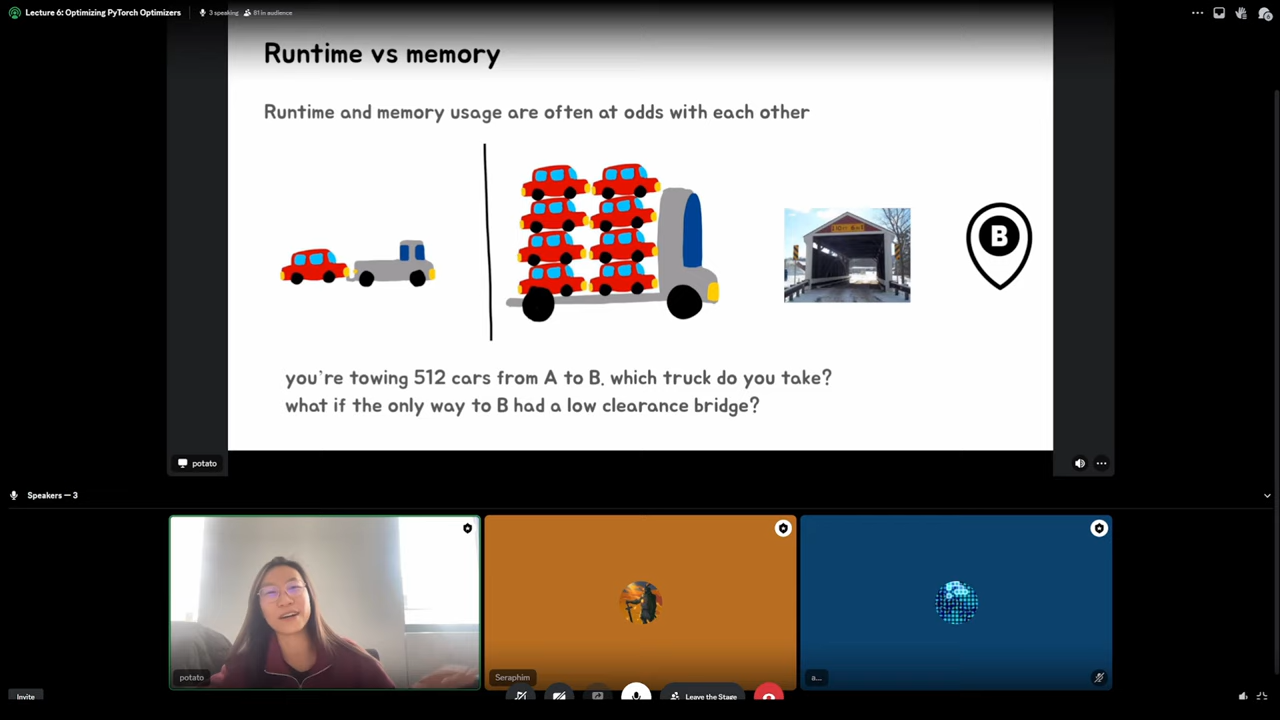 Lecture 6: Optimizing PyTorch Optimizers
3 speaking
81 in audience
Runtime vs memory
Runtime and memory usage are often at odds with each other
B
you're towing 512 cars from A to B, which truck do you take?
what if the only way to B had a low clearance bridge?
potato
Speakers — 3
potato
Seraphim
a...
Invite
Leave the Stage